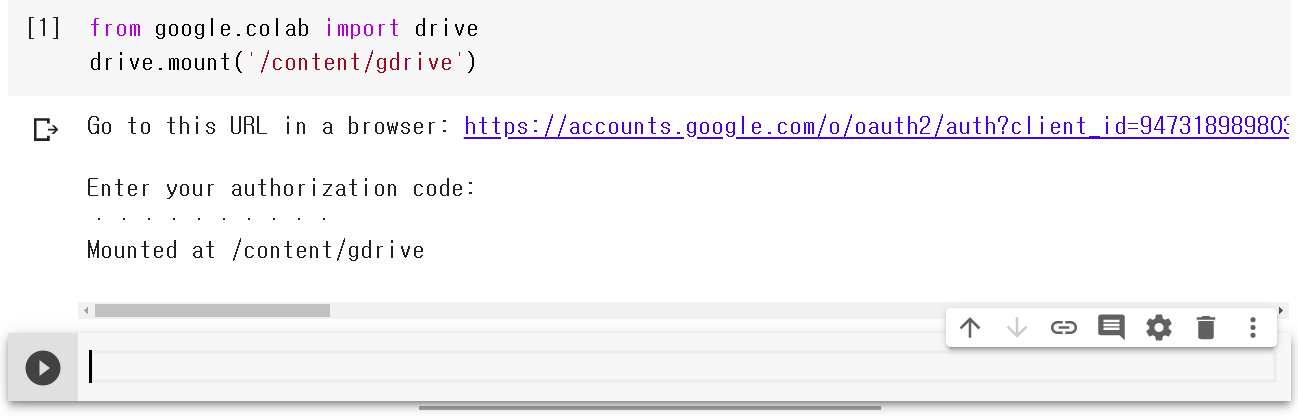 [1] from google.colab import drive
drive.mount('/content/gdrive')
Go to this URL in a browser: https://accounts.google.com/o/oauth2/auth?client_id=947318989803
Enter your authorization code:
··········
Mounted at /content/gdrive